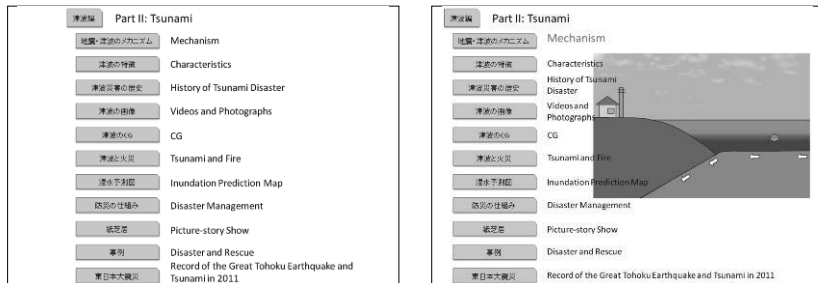 津波編 Part II: Tsunami
地震・津波のメカニズム Mechanism
津波の特徴 Characteristics
津波災害の歴史 History of Tsunami Disaster
津波の画像 Videos and Photographs
津波のCG CG
津波と火災 Tsunami and Fire
浸水予測図 Inundation Prediction Map
防災の仕組み Disaster Management
紙芝居 Picture-story Show
事例 Disaster and Rescue
東日本大震災 Record of the Great Tohoku Earthquake and
Tsunami in 2011
津波編 Part II: Tsunami
地震・津波のメカニズム Mechanism
津波の特徴 Characteristics
津波災害の歴史 History of Tsunami
Disaster
津波の画像 Videos and
Photographs
津波のCG CG
津波と火災 Tsunami and Fire
浸水予測図 Inundation Prediction Map
防災の仕組み Disaster Management
紙芝居 Picture-story Show
事例 Disaster and Rescue
東日本大震災 Record of the Great Tohoku Earthquake and Tsunami in 2011